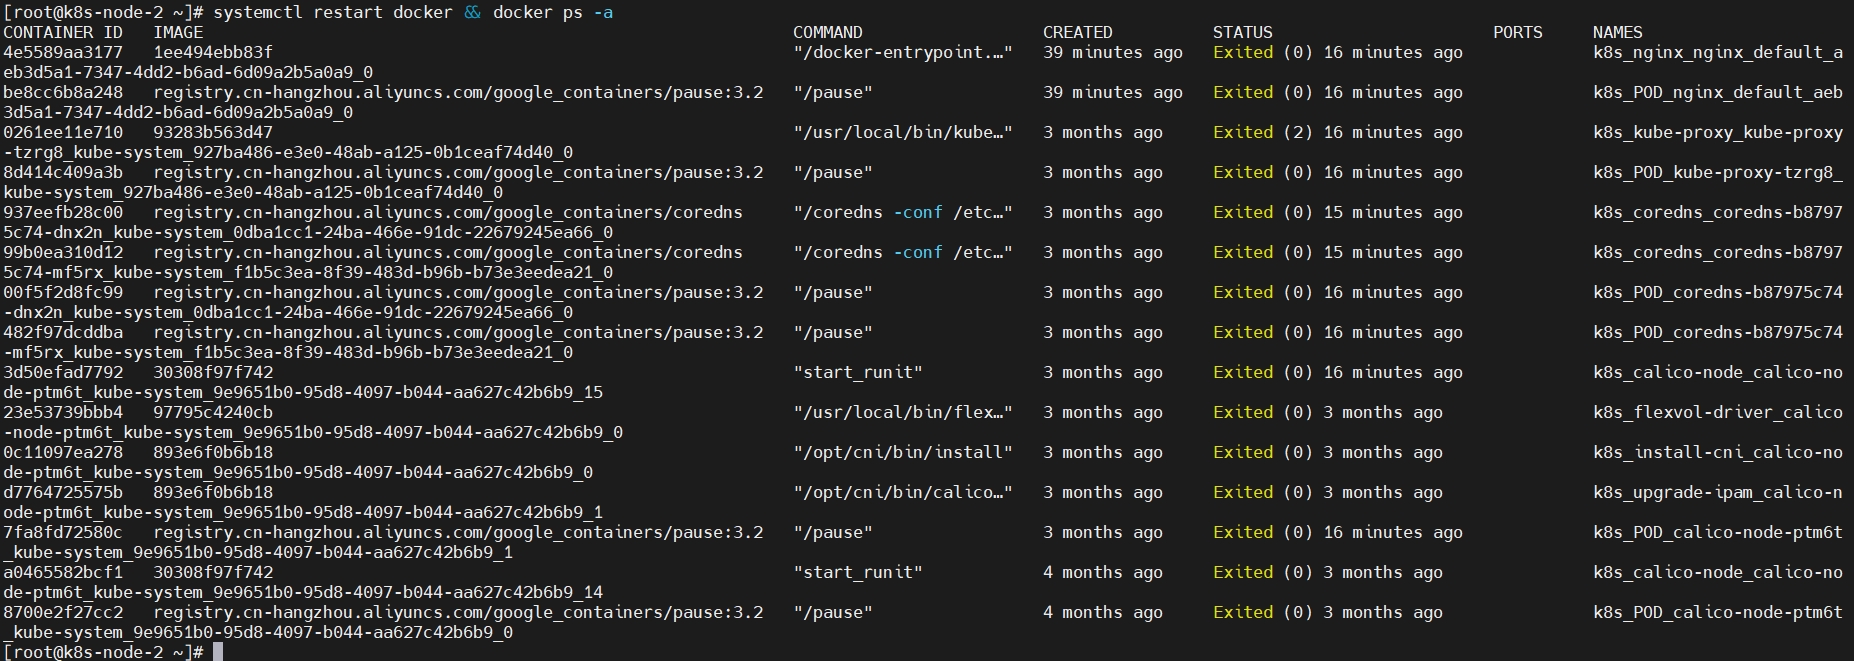 [root@k8s-node-2 ~]# systemctl restart docker && docker ps -a
CONTAINER ID   IMAGE                                                           COMMAND                  CREATED          STATUS                      PORTS     NAMES
4e5589aa3177   1ee494ebb83f                                                    "/docker-entrypoint.…"   39 minutes ago   Exited (0) 16 minutes ago             k8s_nginx_nginx_default_a
eb3d5a1-7347-4dd2-b6ad-6d09a2b5a0a9_0
be8cc6b8a248   registry.cn-hangzhou.aliyuncs.com/google_containers/pause:3.2   "/pause"                 39 minutes ago   Exited (0) 16 minutes ago             k8s_POD_nginx_default_aeb
3d5a1-7347-4dd2-b6ad-6d09a2b5a0a9_0
0261ee11e710   93283b563d47                                                    "/usr/local/bin/kube…"   3 months ago     Exited (2) 16 minutes ago             k8s_kube-proxy_kube-proxy
-tzrg8_kube-system_927ba486-e3e0-48ab-a125-0b1ceaf74d40_0
8d414c409a3b   registry.cn-hangzhou.aliyuncs.com/google_containers/pause:3.2   "/pause"                 3 months ago     Exited (0) 16 minutes ago             k8s_POD_kube-proxy-tzrg8_
kube-system_927ba486-e3e0-48ab-a125-0b1ceaf74d40_0
937eefb28c00   registry.cn-hangzhou.aliyuncs.com/google_containers/coredns     "/coredns -conf /etc…"   3 months ago     Exited (0) 15 minutes ago             k8s_coredns_coredns-b8797
5c74-dnx2n_kube-system_0dba1cc1-24ba-466e-91dc-22679245ea66_0
99b0ea310d12   registry.cn-hangzhou.aliyuncs.com/google_containers/coredns     "/coredns -conf /etc…"   3 months ago     Exited (0) 15 minutes ago             k8s_coredns_coredns-b8797
5c74-mf5rx_kube-system_f1b5c3ea-8f39-483d-b96b-b73e3eedea21_0
00f5f2d8fc99   registry.cn-hangzhou.aliyuncs.com/google_containers/pause:3.2   "/pause"                 3 months ago     Exited (0) 16 minutes ago             k8s_POD_coredns-b87975c74
-dnx2n_kube-system_0dba1cc1-24ba-466e-91dc-22679245ea66_0
482f97dcddba   registry.cn-hangzhou.aliyuncs.com/google_containers/pause:3.2   "/pause"                 3 months ago     Exited (0) 16 minutes ago             k8s_POD_coredns-b87975c74
-mf5rx_kube-system_f1b5c3ea-8f39-483d-b96b-b73e3eedea21_0
3d50efad7792   30308f97f742                                                    "start_runit"            3 months ago     Exited (0) 16 minutes ago             k8s_calico-node_calico-no
de-ptm6t_kube-system_9e9651b0-95d8-4097-b044-aa627c42b6b9_15
23e53739bbb4   97795c4240cb                                                    "/usr/local/bin/flex…"   3 months ago     Exited (0) 3 months ago               k8s_flexvol-driver_calico
-node-ptm6t_kube-system_9e9651b0-95d8-4097-b044-aa627c42b6b9_0
0c11097ea278   893e6f0b6b18                                                    "/opt/cni/bin/install"   3 months ago     Exited (0) 3 months ago               k8s_install-cni_calico-no
de-ptm6t_kube-system_9e9651b0-95d8-4097-b044-aa627c42b6b9_0
d7764725575b   893e6f0b6b18                                                    "/opt/cni/bin/calico…"   3 months ago     Exited (0) 3 months ago               k8s_upgrade-ipam_calico-n
ode-ptm6t_kube-system_9e9651b0-95d8-4097-b044-aa627c42b6b9_1
7fa8fd72580c   registry.cn-hangzhou.aliyuncs.com/google_containers/pause:3.2   "/pause"                 3 months ago     Exited (0) 16 minutes ago             k8s_POD_calico-node-ptm6t
_kube-system_9e9651b0-95d8-4097-b044-aa627c42b6b9_1
a0465582bcf1   30308f97f742                                                    "start_runit"            4 months ago     Exited (0) 3 months ago               k8s_calico-node_calico-no
de-ptm6t_kube-system_9e9651b0-95d8-4097-b044-aa627c42b6b9_14
8700e2f27cc2   registry.cn-hangzhou.aliyuncs.com/google_containers/pause:3.2   "/pause"                 4 months ago     Exited (0) 3 months ago               k8s_POD_calico-node-ptm6t
_kube-system_9e9651b0-95d8-4097-b044-aa627c42b6b9_0
[root@k8s-node-2 ~]#